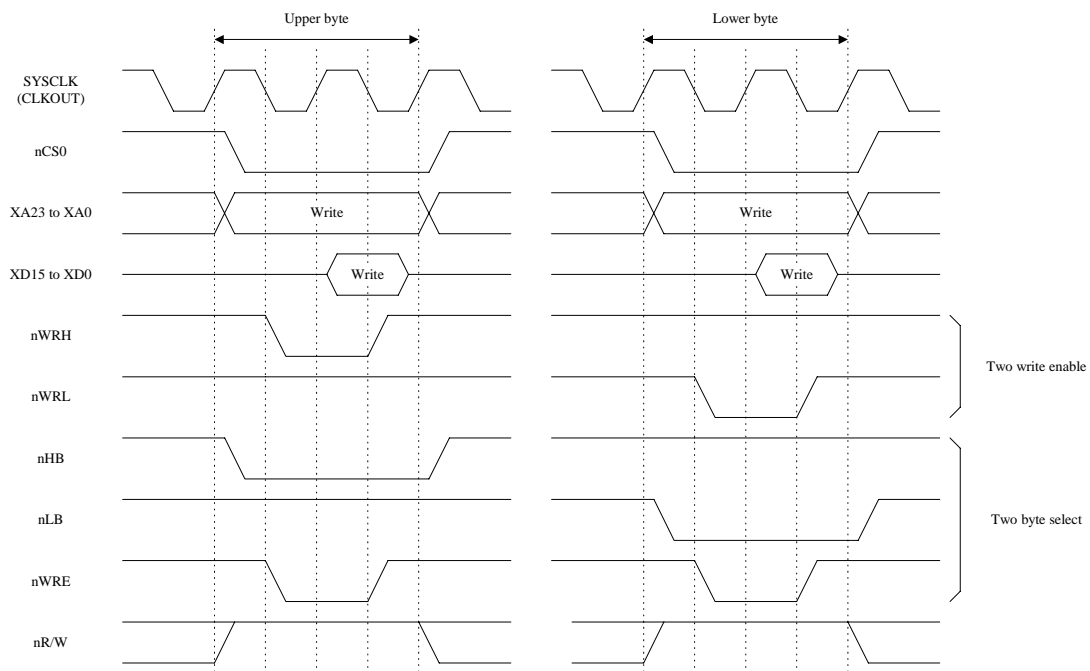 Upper byte
Lower byte
SYSCLK
(CLKOUT)
nCS0
XA23 to XA0
Write
Write
XD15 to XD0
Write
Write
nWRH
Two write enable
nWRL
nHB
nLB
Two byte select
nWRE
nR/W